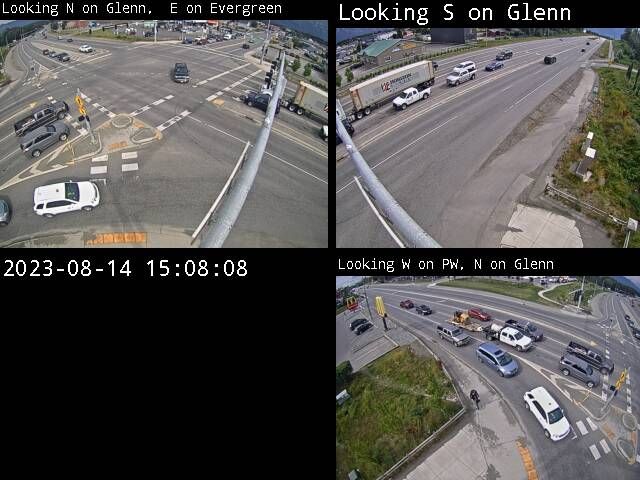 Looking N on Glenn,  E on Evergreen
Looking S on Glenn
2023-08-14 15:08:08
Looking W on PW, N on Glenn